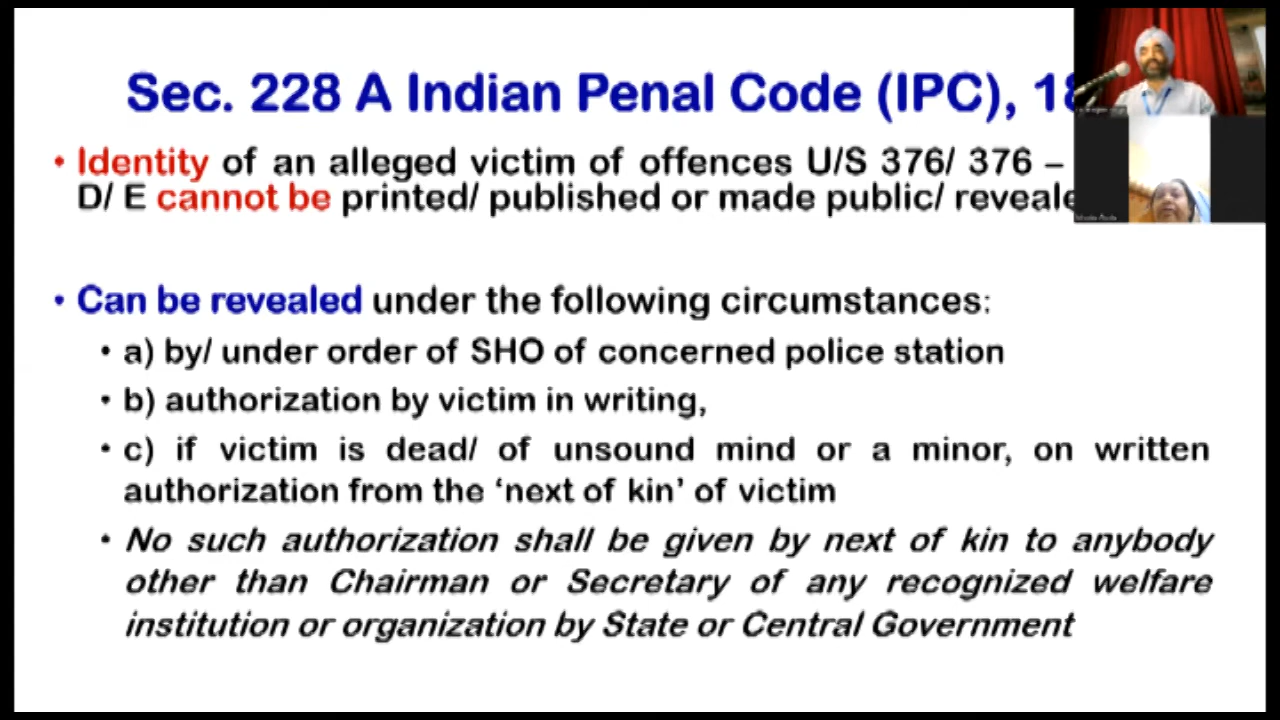 Sec. 228 A Indian Penal Code (IPC), 18
• Identity of an alleged victim of offences U/S 376/ 376 –
D/ E cannot be printed/ published or made public/ reveale
• Can be revealed under the following circumstances:
• a) by/ under order of SHO of concerned police station
• b) authorization by victim in writing,
• c) if victim is dead/ of unsound mind or a minor, on written
authorization from the ‘next of kin’ of victim
• No such authorization shall be given by next of kin to anybody
other than Chairman or Secretary of any recognized welfare
institution or organization by State or Central Government